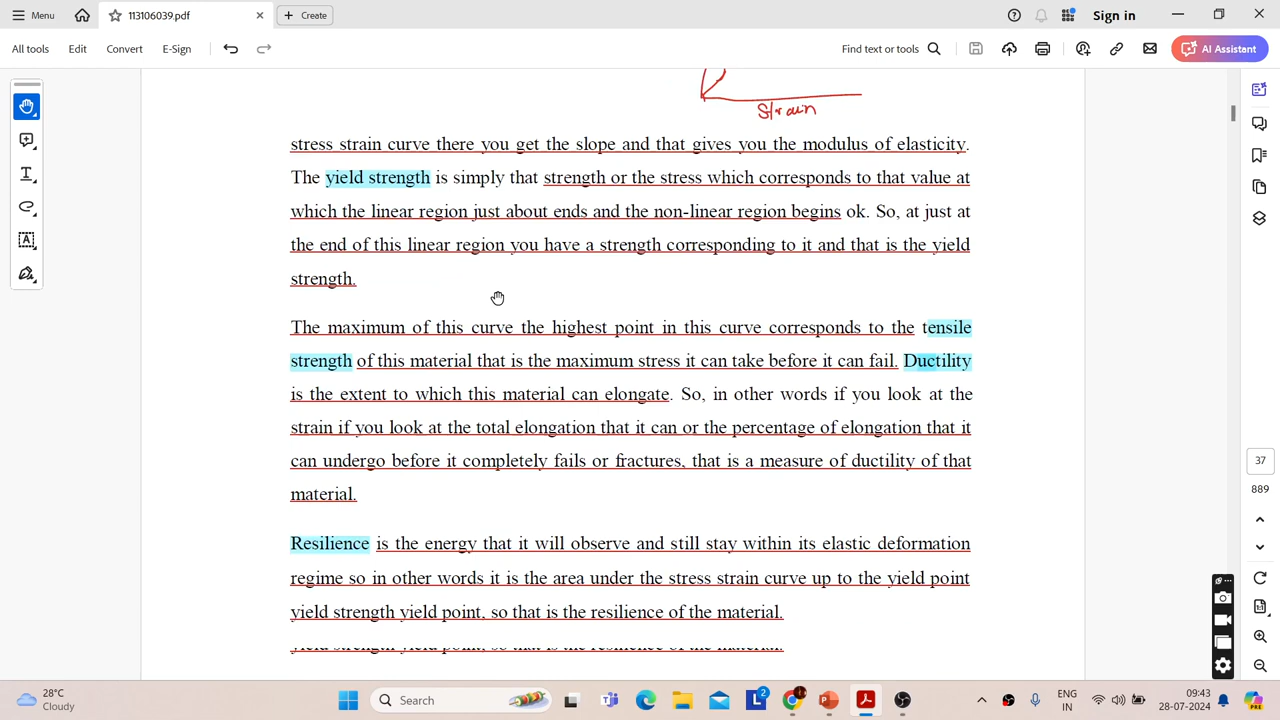 Menu
113106039.pdf
Create
Sign in
All tools
Edit
Convert
E-Sign
Find text or tools
AI Assistant
Strain
stress strain curve there you get the slope and that gives you the modulus of elasticity.
The yield strength is simply that strength or the stress which corresponds to that value at
which the linear region just about ends and the non-linear region begins ok. So, at just at
the end of this linear region you have a strength corresponding to it and that is the yield
strength.
The maximum of this curve the highest point in this curve corresponds to the tensile
strength of this material that is the maximum stress it can take before it can fail. Ductility
is the extent to which this material can elongate. So, in other words if you look at the
strain if you look at the total elongation that it can or the percentage of elongation that it
can undergo before it completely fails or fractures, that is a measure of ductility of that
material.
Resilience is the energy that it will observe and still stay within its elastic deformation
regime so in other words it is the area under the stress strain curve up to the yield point
yield strength yield point, so that is the resilience of the material.
37
889
28°C
Cloudy
Search
2
ENG
IN
09:43
28-07-2024